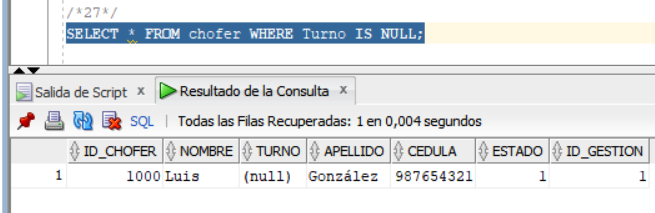 /*27*/
SELECT * FROM chofer WHERE Turno IS NULL;
Salida de Script x Resultado de la Consulta x
SQL | Todas las Filas Recuperadas: 1 en 0,004 segundos
ID_CHOFER NOMBRE TURNO APELLIDO CEDULA ESTADO ID_GESTION
1 1000 Luis (null) González 987654321 1 1